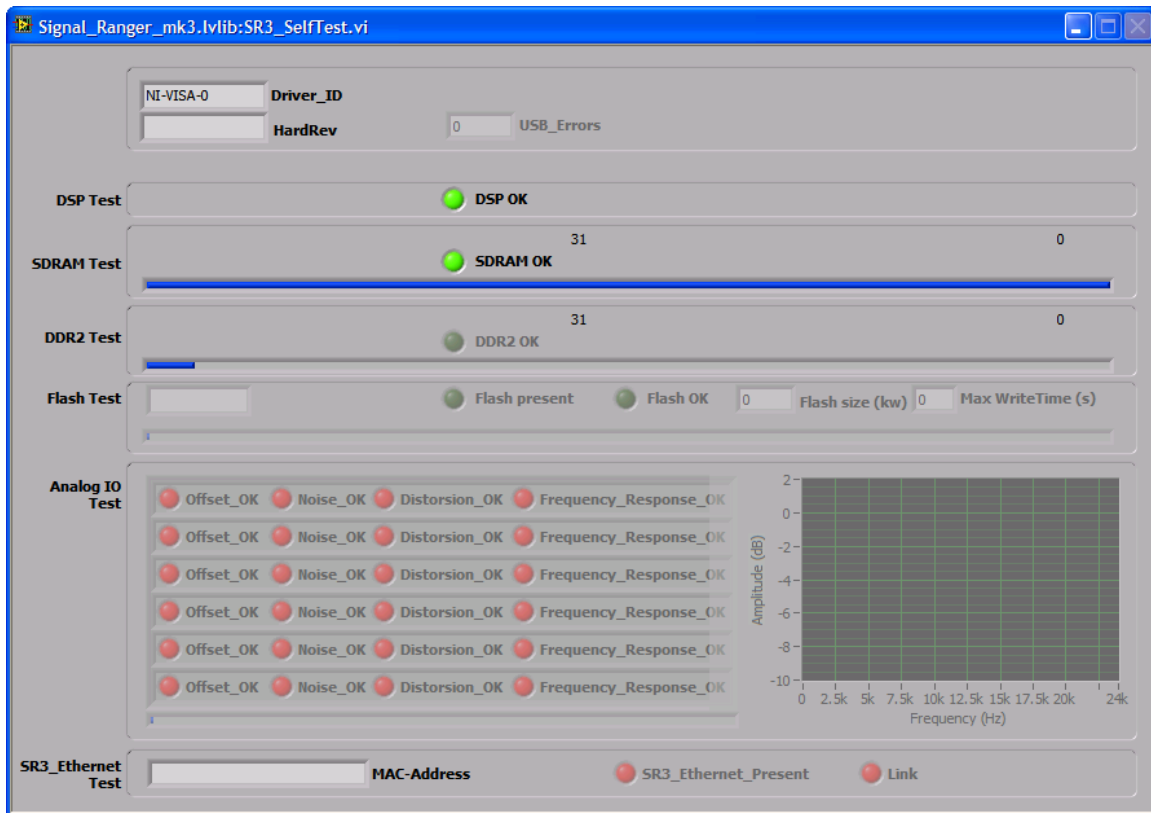 Signal_Ranger_mk3.lvlib:SR3_SelfTest.vi
NI-VISA-0 Driver_ID
HardRev 0 USB_Errors
DSP Test DSP OK
31 0
SDRAM Test SDRAM OK
31 0
DDR2 Test DDR2 OK
Flash Test Flash present Flash OK 0 Flash size (kw) 0 Max WriteTime (s)
Analog IO
Test
Offset_OK Noise_OK Distorsion_OK Frequency_Response_OK
Offset_OK Noise_OK Distorsion_OK Frequency_Response_OK
Offset_OK Noise_OK Distorsion_OK Frequency_Response_OK
Offset_OK Noise_OK Distorsion_OK Frequency_Response_OK
Offset_OK Noise_OK Distorsion_OK Frequency_Response_OK
Offset_OK Noise_OK Distorsion_OK Frequency_Response_OK
Amplitude (dB)
2
0
-2
-4
-6
-8
-10
0 2.5k 5k 7.5k 10k 12.5k 15k 17.5k 20k 24k
Frequency (Hz)
SR3_Ethernet
Test
MAC-Address SR3_Ethernet_Present Link